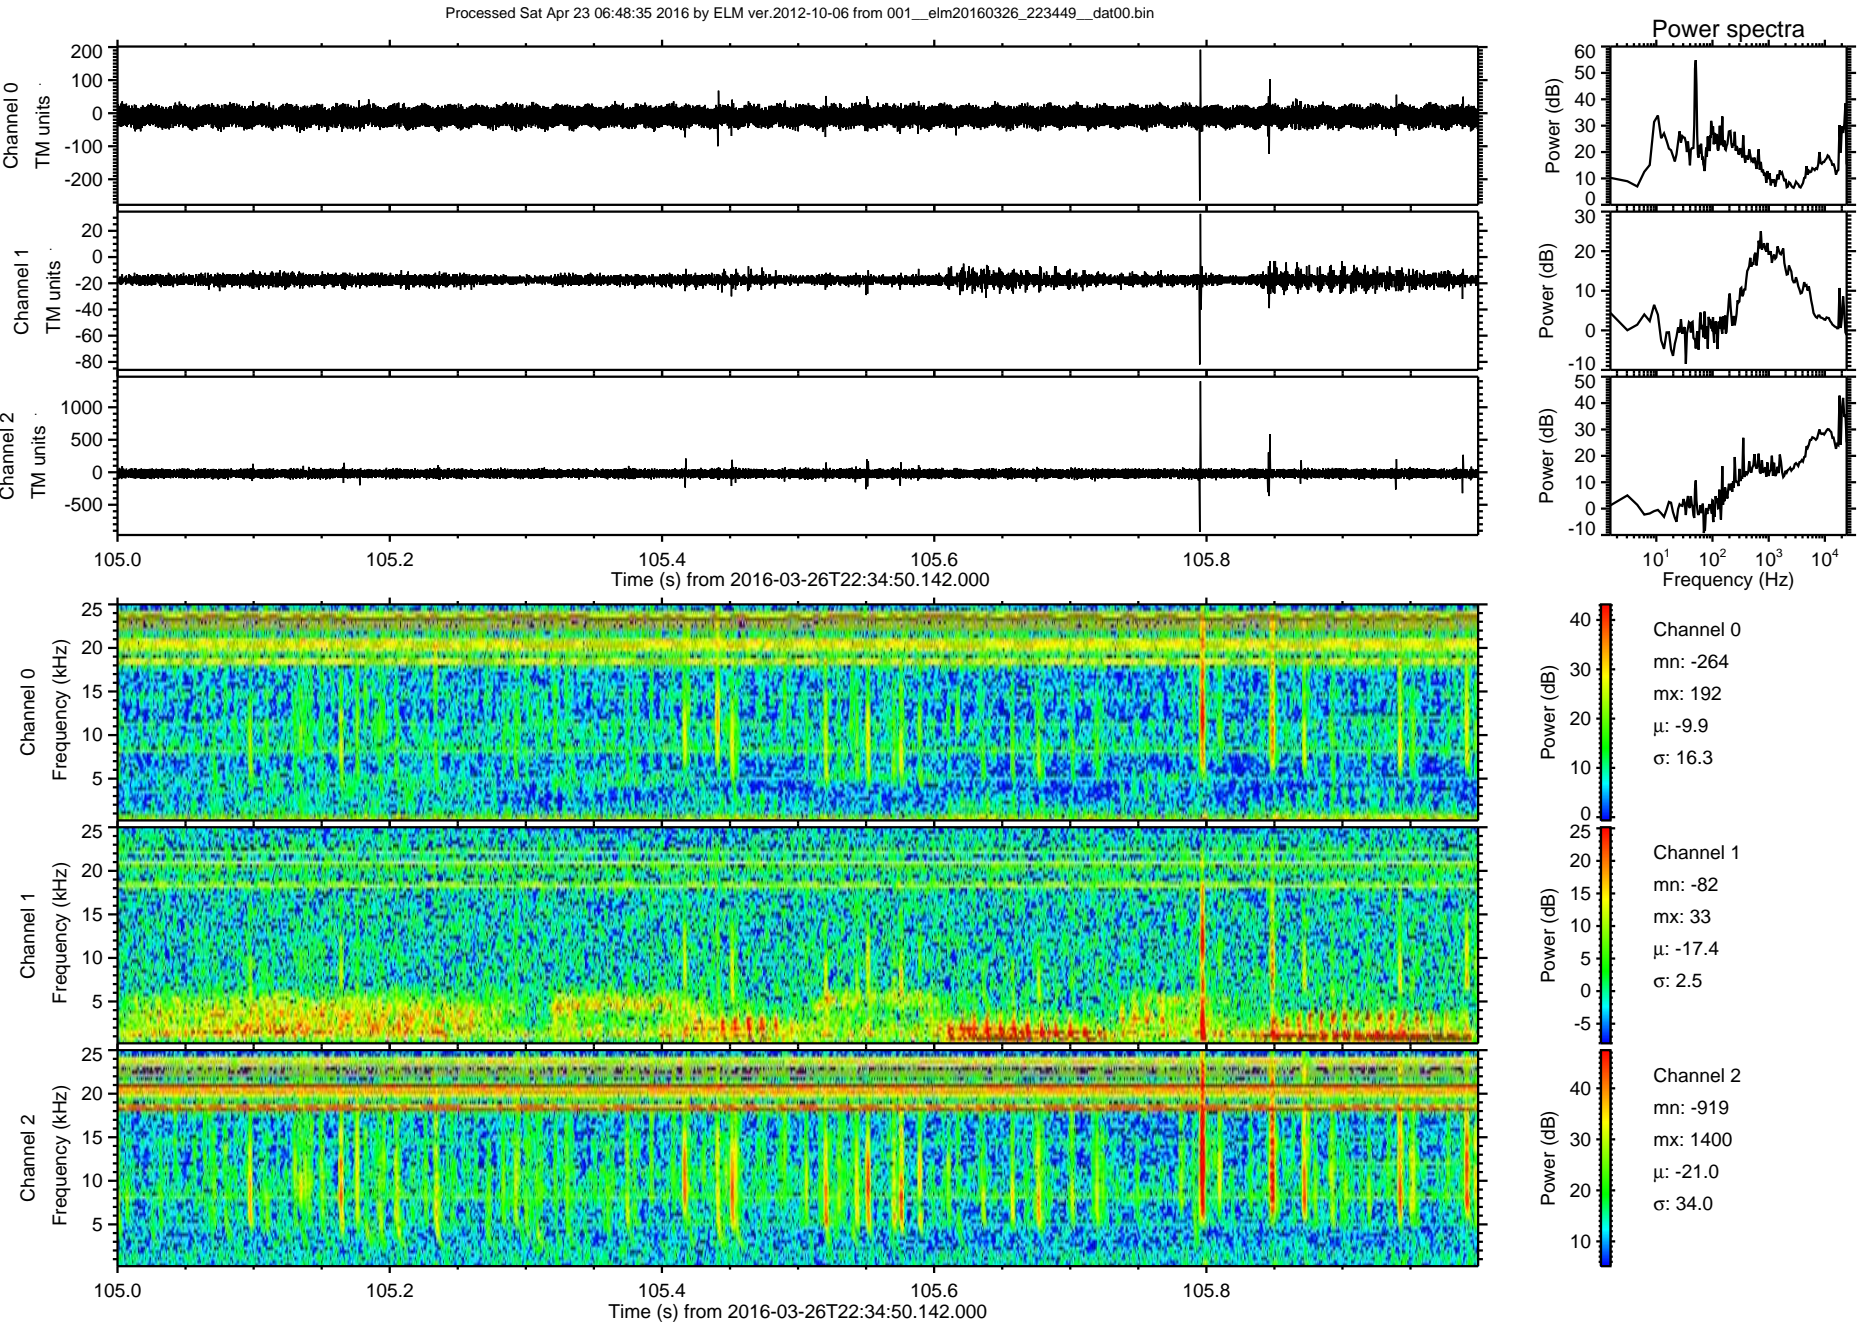 Processed Sat Apr 23 06:48:35 2016 by ELM ver.2012-10-06 from 001__elm20160326_223449__dat00.bin
Power spectra
Channel 0
TM units
200
100
0
-100
-200
Power (dB)
60
50
40
30
20
10
0
Channel 1
TM units
20
0
-20
-40
-60
-80
Power (dB)
30
20
10
0
-10
Channel 2
TM units
1000
500
0
-500
Power (dB)
50
40
30
20
10
0
-10
105.0 105.2 105.4 105.6 105.8
Time (s) from 2016-03-26T22:34:50.142.000
10^1 10^2 10^3 10^4
Frequency (Hz)
Channel 0
Frequency (kHz)
25
20
15
10
5
Power (dB)
40
30
20
10
0
Channel 0
mn: -264
mx: 192
μ: -9.9
σ: 16.3
Channel 1
Frequency (kHz)
25
20
15
10
5
Power (dB)
25
20
15
10
5
0
-5
Channel 1
mn: -82
mx: 33
μ: -17.4
σ: 2.5
Channel 2
Frequency (kHz)
25
20
15
10
5
Power (dB)
40
30
20
10
Channel 2
mn: -919
mx: 1400
μ: -21.0
σ: 34.0
105.0 105.2 105.4 105.6 105.8
Time (s) from 2016-03-26T22:34:50.142.000